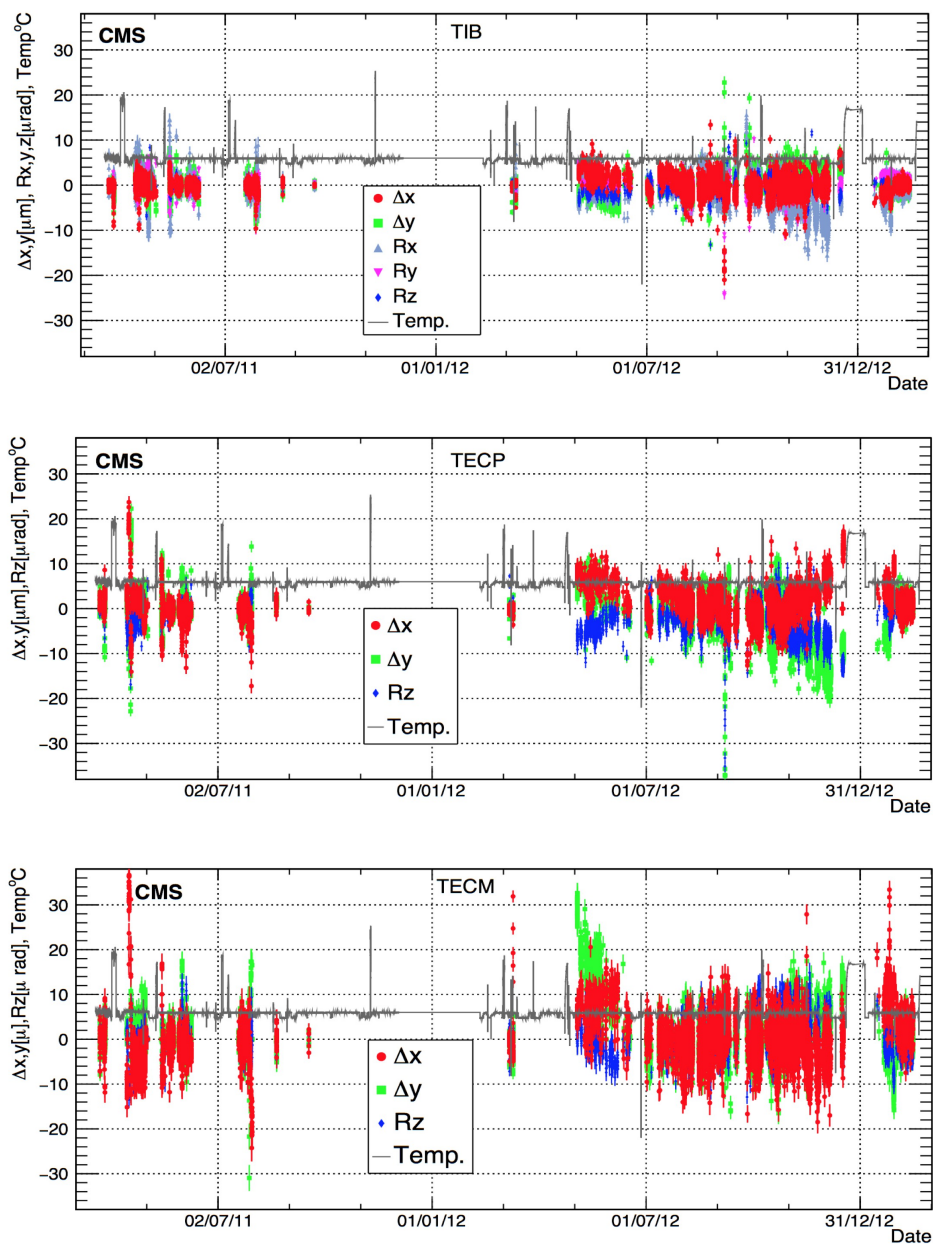 CMS
TIB
Δx,y[μm], Rx,y,z[μrad], Temp°C
30
20
10
0
−10
−20
−30
Δx
Δy
Rx
Ry
Rz
Temp.
02/07/11
01/01/12
01/07/12
31/12/12
Date
CMS
TECP
Δx,y[μm],Rz[μrad], Temp°C
30
20
10
0
−10
−20
−30
Δx
Δy
Rz
Temp.
02/07/11
01/01/12
01/07/12
31/12/12
Date
CMS
TECM
Δx,y[μ],Rz[μ rad], Temp°C
30
20
10
0
−10
−20
−30
Δx
Δy
Rz
Temp.
02/07/11
01/01/12
01/07/12
31/12/12
Date